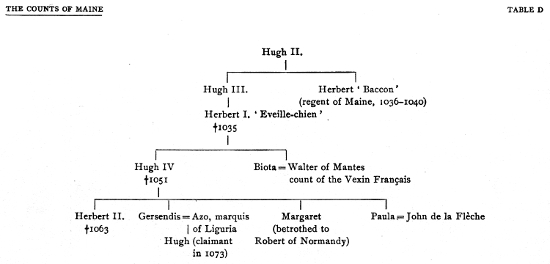 THE COUNTS OF MAINE
TABLE D
Hugh II.
Hugh III.
Herbert ‘ Baccon’
(regent of Maine, 1036–1040)
Herbert I. ‘ Eveille-chien ’
†1035
Hugh IV
†1051
Biota = Walter of Mantes
count of the Vexin Français
Herbert II.
†1063
Gersendis = Azo, marquis
of Liguria
Hugh (claimant
in 1073)
Margaret
(betrothed to
Robert of Normandy)
Paula = John de la Flèche